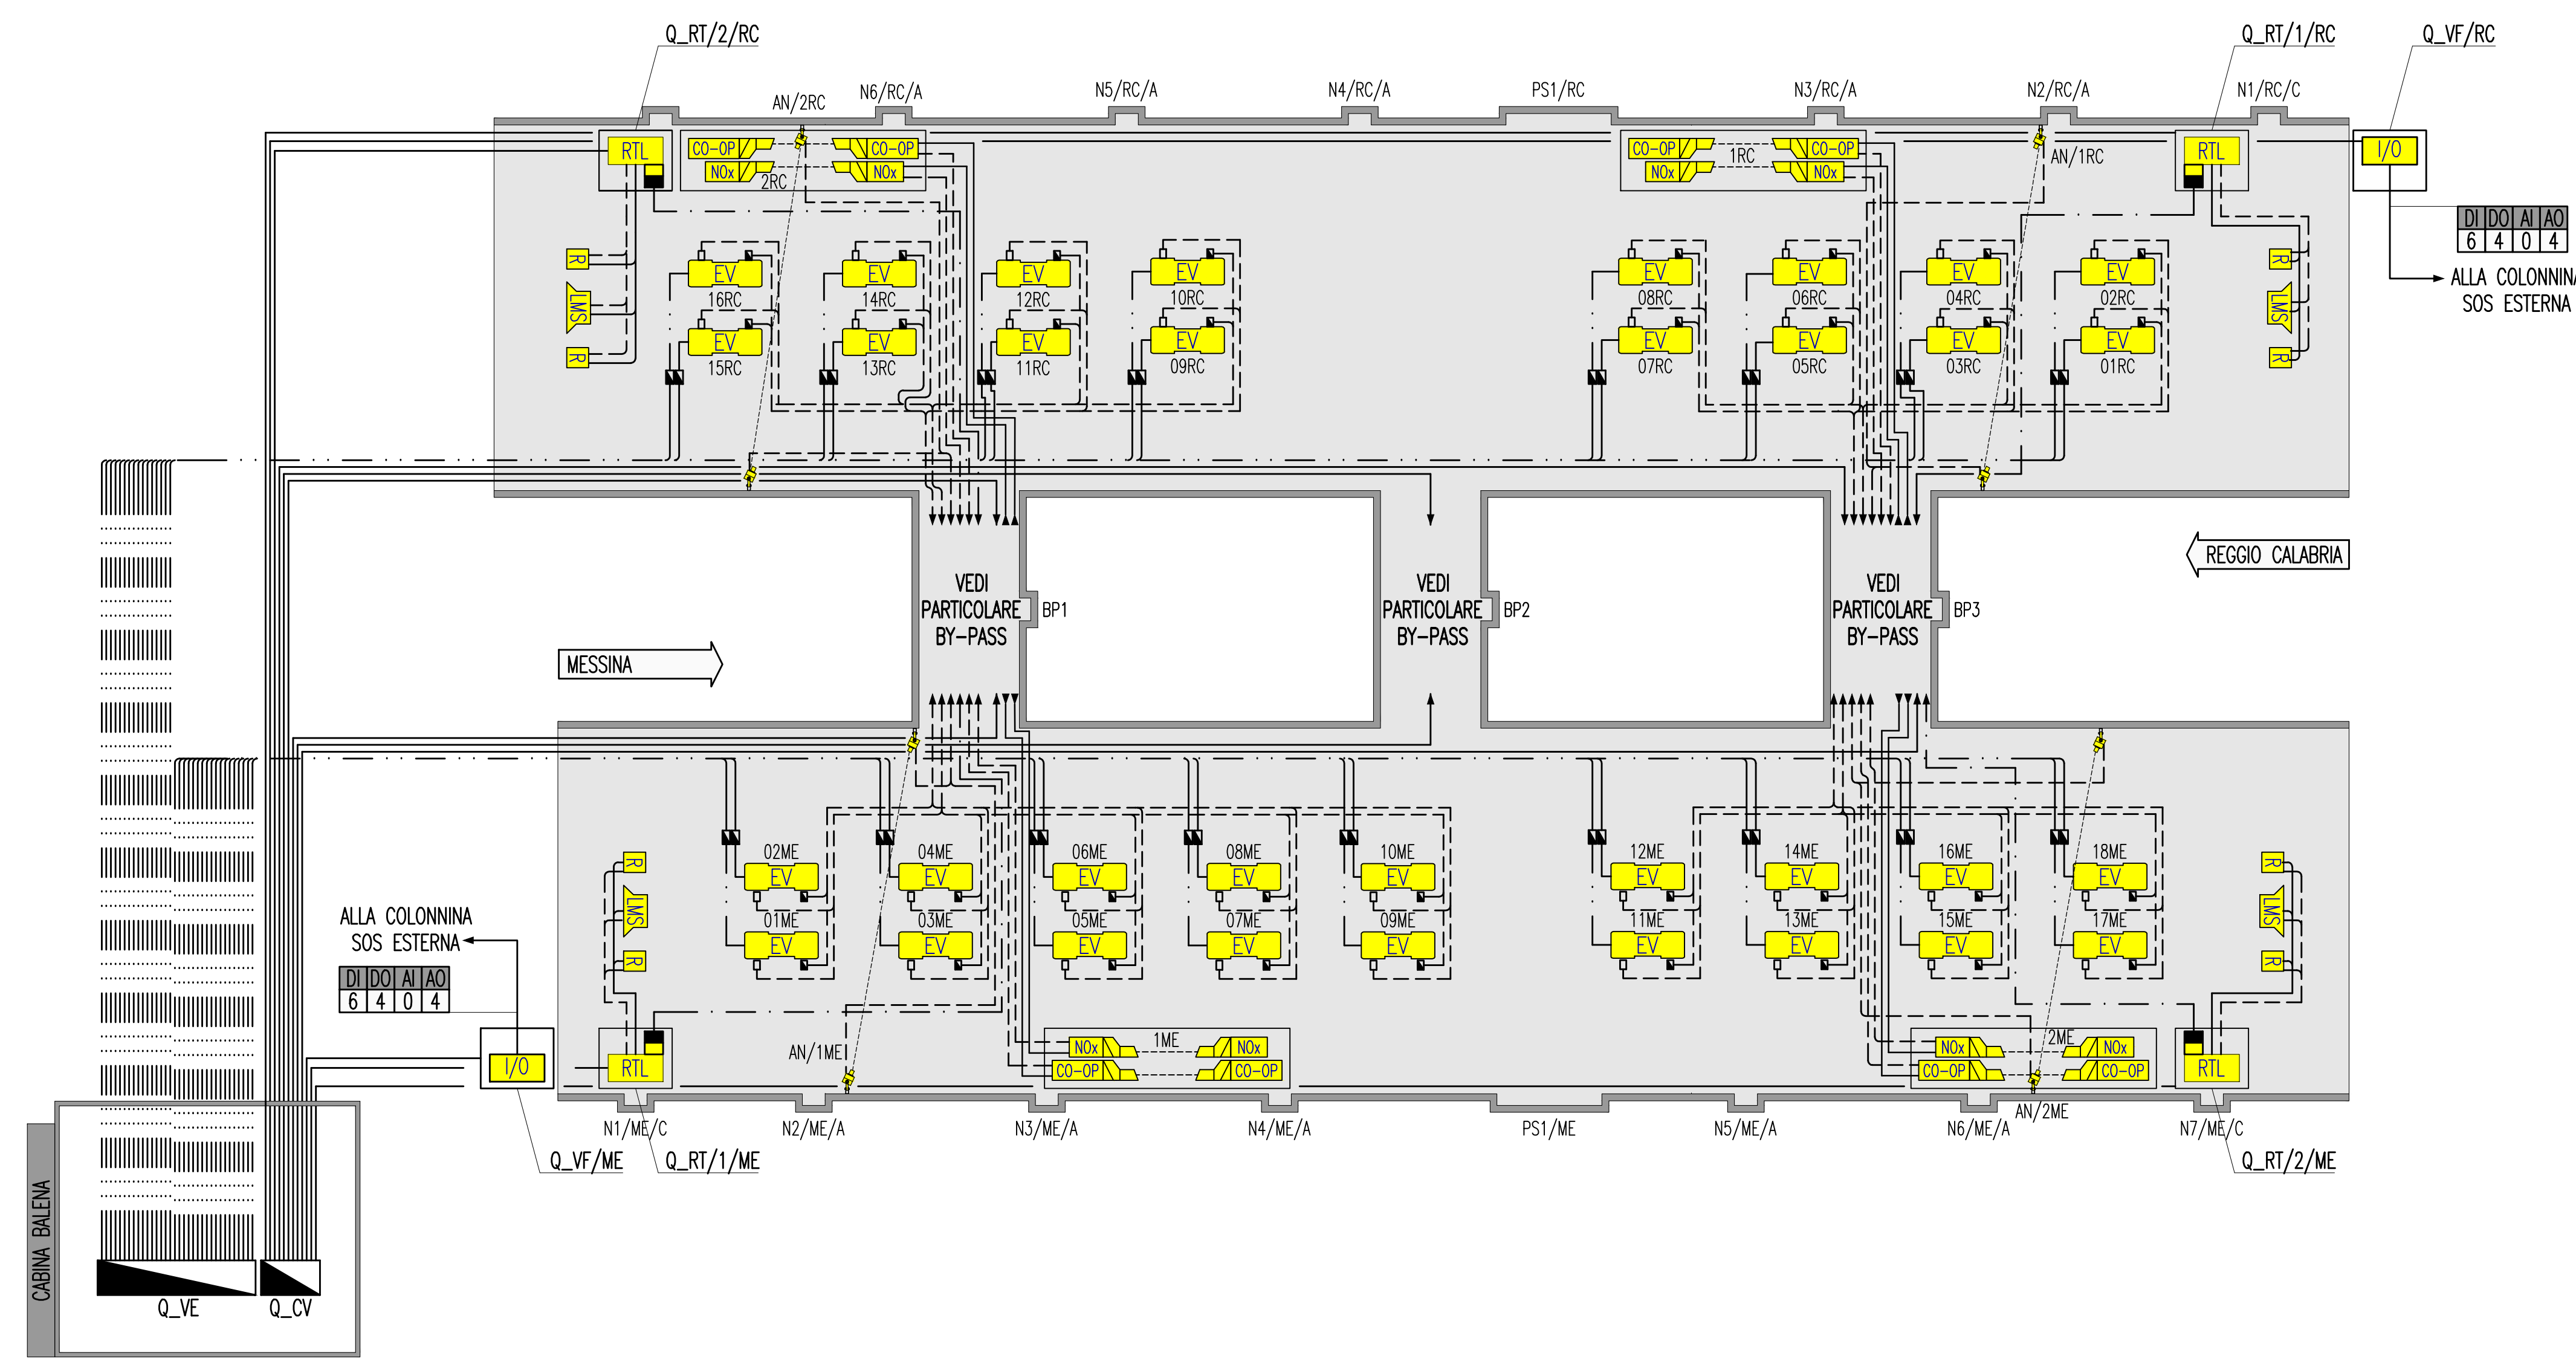 Q_RT/2/RC
Q_RT/1/RC
Q_VF/RC
AN/2RC
N6/RC/A
N5/RC/A
N4/RC/A
PS1/RC
N3/RC/A
N2/RC/A
N1/RC/C
RTL
CO-OP
CO-OP
NOx
NOx
2RC
CO-OP
CO-OP
1RC
NOx
NOx
AN/1RC
RTL
I/O
DI DO AI AO
6 4 0 4
ALLA COLONNINA
SOS ESTERNA
R
LMS
R
EV
16RC
EV
14RC
EV
12RC
EV
10RC
EV
08RC
EV
06RC
EV
04RC
EV
02RC
EV
15RC
EV
13RC
EV
11RC
EV
09RC
EV
07RC
EV
05RC
EV
03RC
EV
01RC
R
LMS
R
VEDI
PARTICOLARE
BY-PASS
BP1
VEDI
PARTICOLARE
BY-PASS
BP2
VEDI
PARTICOLARE
BY-PASS
BP3
REGGIO CALABRIA
MESSINA
R
LMS
R
02ME
EV
04ME
EV
06ME
EV
08ME
EV
10ME
EV
12ME
EV
14ME
EV
16ME
EV
18ME
EV
01ME
EV
03ME
EV
05ME
EV
07ME
EV
09ME
EV
11ME
EV
13ME
EV
15ME
EV
17ME
EV
R
LMS
R
ALLA COLONNINA
SOS ESTERNA
DI DO AI AO
6 4 0 4
I/O
RTL
AN/1ME
1ME
NOx
NOx
CO-OP
CO-OP
2ME
NOx
NOx
CO-OP
CO-OP
RTL
AN/2ME
N1/ME/C
N2/ME/A
N3/ME/A
N4/ME/A
PS1/ME
N5/ME/A
N6/ME/A
N7/ME/C
Q_VF/ME
Q_RT/1/ME
Q_RT/2/ME
CABINA BALENA
Q_VE
Q_CV